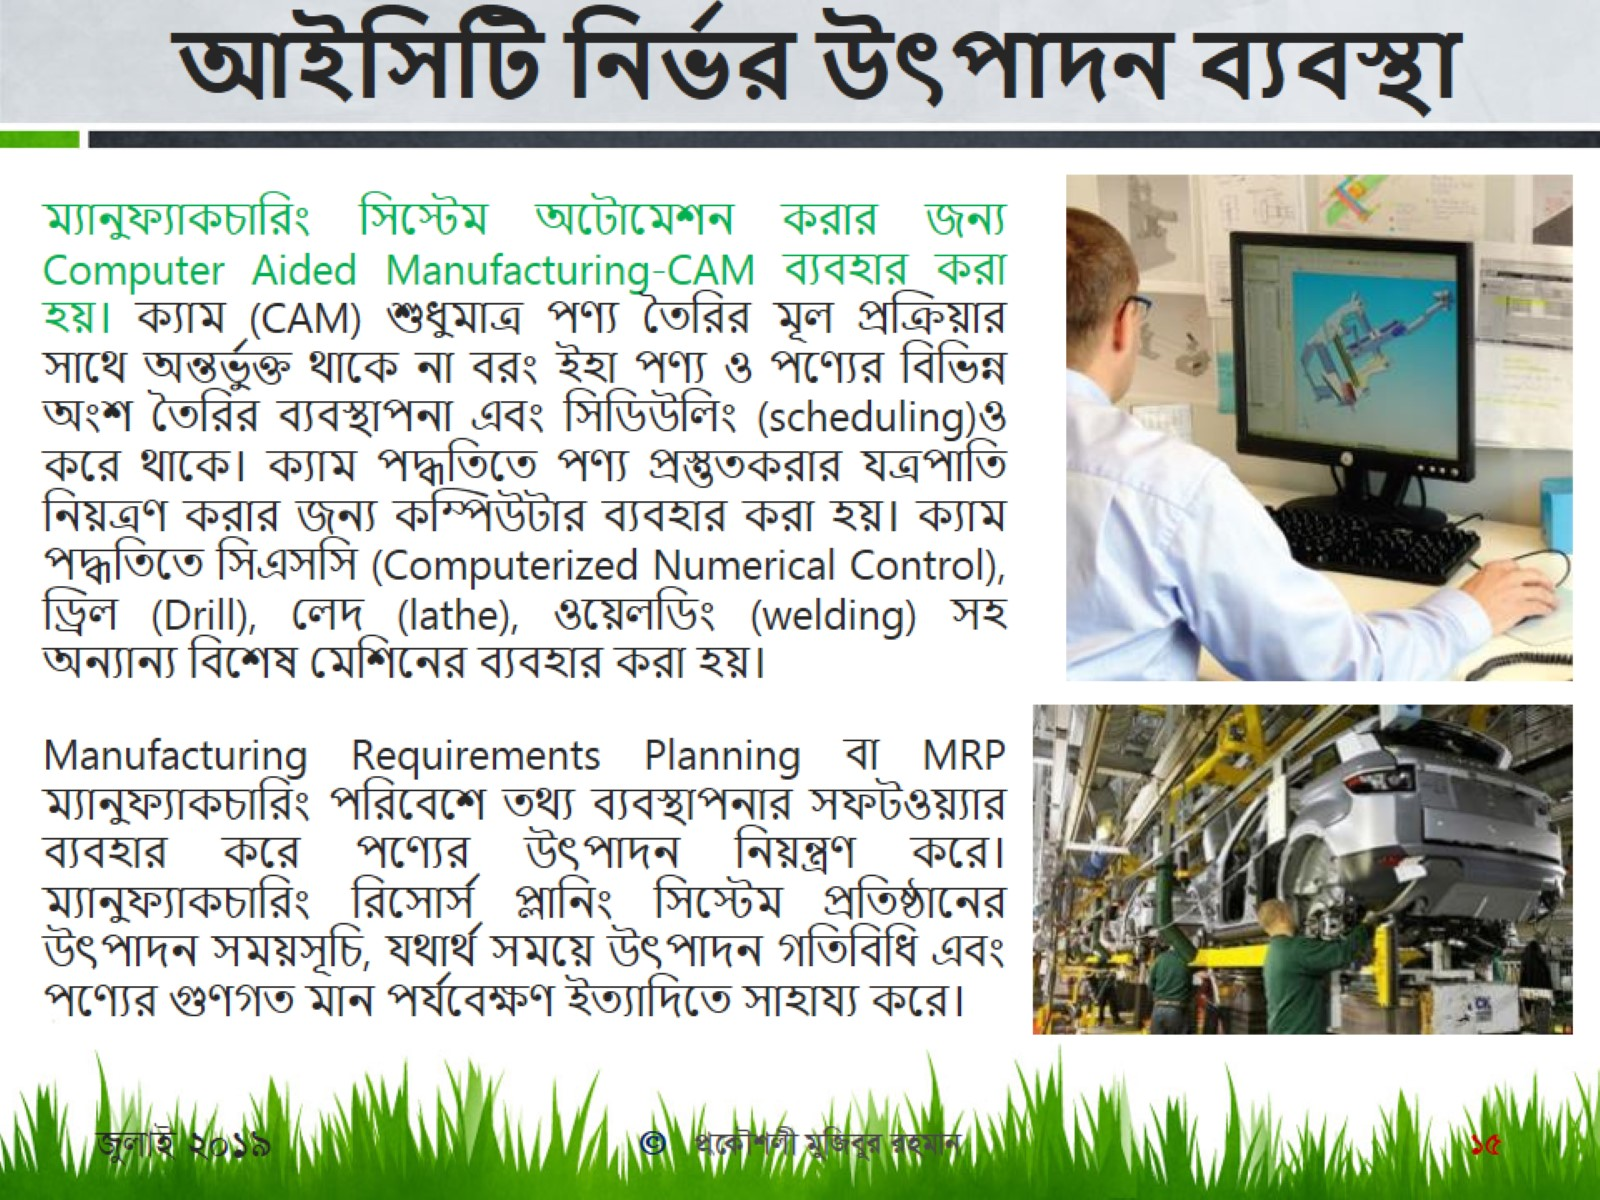 আইসিটি নির্ভর উৎপাদন ব্যবস্থা
ম্যানুফ্যাকচারিং সিস্টেম অটোমেশন করার জন্য
Computer Aided Manufacturing-CAM ব্যবহার করা
হয়। ক্যাম (CAM) শুধুমাত্র পণ্য তৈরির মূল প্রক্রিয়ার
সাথে অন্তর্ভুক্ত থাকে না বরং ইহা পণ্য ও পণ্যের বিভিন্ন
অংশ তৈরির ব্যবস্থাপনা এবং সিডিউলিং (scheduling)ও
করে থাকে। ক্যাম পদ্ধতিতে পণ্য প্রস্তুতকরার যত্রপাতি
নিয়ত্রণ করার জন্য কম্পিউটার ব্যবহার করা হয়। ক্যাম
পদ্ধতিতে সিএসসি (Computerized Numerical Control),
ড্রিল (Drill), লেদ (lathe), ওয়েলডিং (welding) সহ
অন্যান্য বিশেষ মেশিনের ব্যবহার করা হয়।
Manufacturing Requirements Planning বা MRP
ম্যানুফ্যাকচারিং পরিবেশে তথ্য ব্যবস্থাপনার সফটওয়্যার
ব্যবহার করে পণ্যের উৎপাদন নিয়ন্ত্রণ করে।
ম্যানুফ্যাকচারিং রিসোর্স প্লানিং সিস্টেম প্রতিষ্ঠানের
উৎপাদন সময়সূচি, যথার্থ সময়ে উৎপাদন গতিবিধি এবং
পণ্যের গুণগত মান পর্যবেক্ষণ ইত্যাদিতে সাহায্য করে।
জুলাই ২০১৯
© প্রকৌশলী মুজিবুর রহমান
১৫